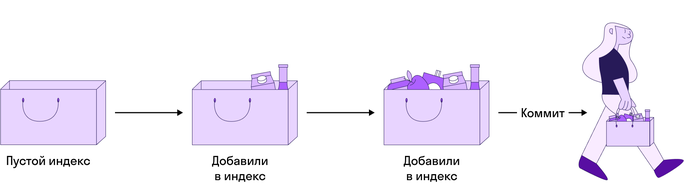 Пустой индекс
Добавили
в индекс
Добавили
в индекс
Коммит